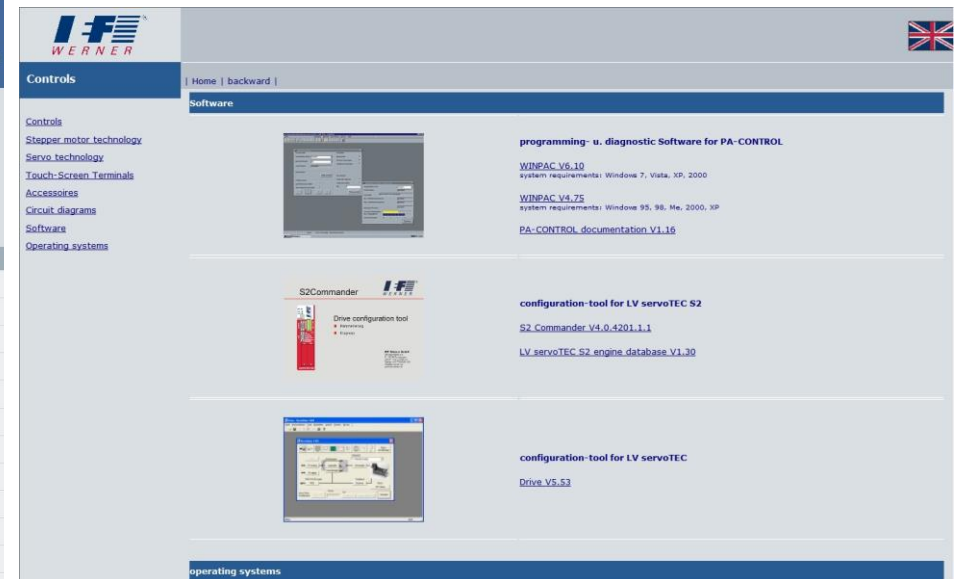 IEF
WERNER
Controls
| Home | backward |
Controls
Stepper motor technology
Servo technology
Touch-Screen Terminals
Accessoires
Circuit diagrams
Software
Operating systems
Software
programming- u. diagnostic Software for PA-CONTROL
WINPAC V6.10
system requirements: Windows 7, Vista, XP, 2000
WINPAC V4.75
system requirements: Windows 95, 98, Me, 2000, XP
PA-CONTROL documentation V1.16
S2Commander
WERNER
Drive configuration tool
configuration-tool for LV servoTEC S2
S2 Commander V4.0.4201.1.1
LV servoTEC S2 engine database V1.30
configuration-tool for LV servoTEC
Drive V5.53
operating systems